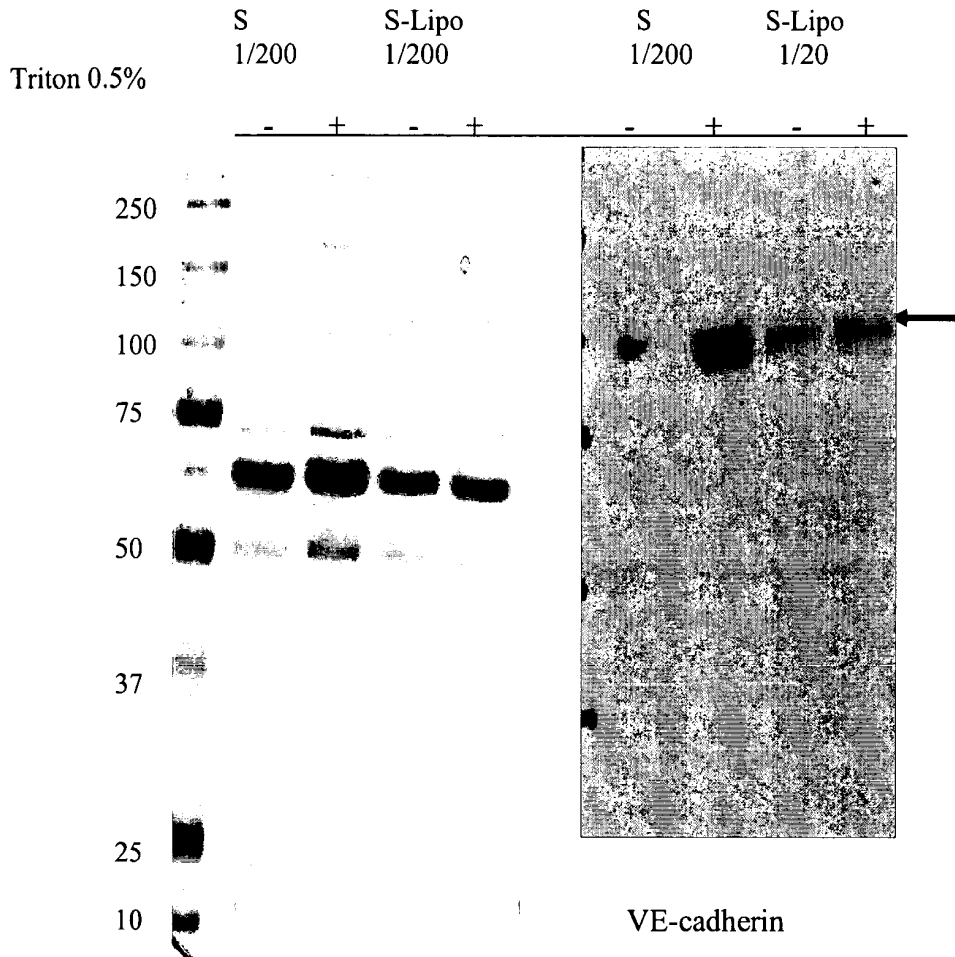 S S-Lipo S S-Lipo
1/200 1/200 1/200 1/20
Triton 0.5%
- + - + - + - +
250
150
100
75
50
37
25
10
VE-cadherin